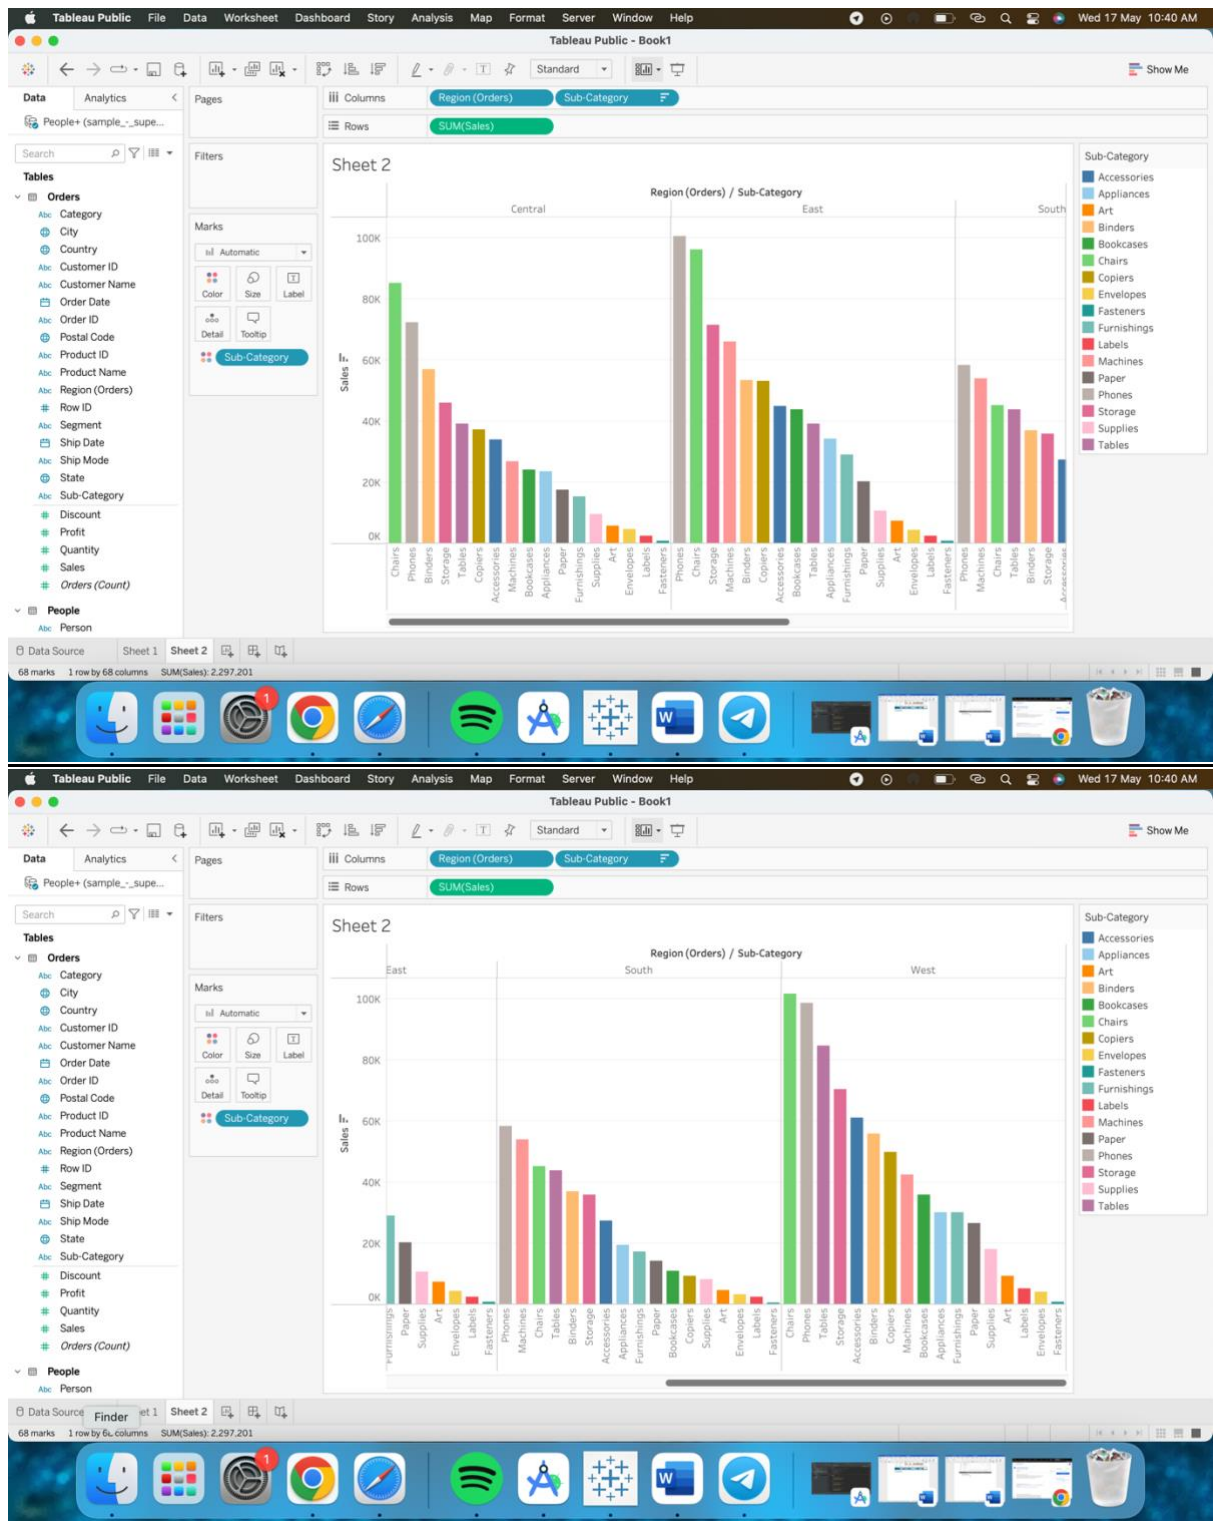 Tableau Public File Data Worksheet Dashboard Story Analysis Map Format Server Window Help Wed 17 May 10:40 AM
Tableau Public - Book1
Standard Show Me
Data Analytics Pages Columns Region (Orders) Sub-Category
People+ (sample_-_supe... Rows SUM(Sales)
Search Filters Sheet 2 Sub-Category
Tables
Orders
Category
City
Country
Customer ID
Customer Name
Order Date
Order ID
Postal Code
Product ID
Product Name
Region (Orders)
Row ID
Segment
Ship Date
Ship Mode
State
Sub-Category
Discount
Profit
Quantity
Sales
Orders (Count)
People
Person
Marks
Automatic
Color Size Label
Detail Tooltip
Sub-Category
Region (Orders) / Sub-Category
Central East South
100K
80K
60K
40K
20K
0K
Sales
Chairs Phones Binders Storage Tables Copiers Accessories Machines Bookcases Appliances Paper Furnishings Supplies Art Envelopes Labels Fasteners
Phones Chairs Storage Machines Binders Copiers Accessories Bookcases Tables Appliances Furnishings Paper Supplies Art Envelopes Labels Fasteners
Phones Machines Chairs Tables Binders Storage Accessories
Accessories
Appliances
Art
Binders
Bookcases
Chairs
Copiers
Envelopes
Fasteners
Furnishings
Labels
Machines
Paper
Phones
Storage
Supplies
Tables
Data Source Sheet 1 Sheet 2
68 marks 1 row by 68 columns SUM(Sales): 2,297,201
1
W
Tableau Public File Data Worksheet Dashboard Story Analysis Map Format Server Window Help Wed 17 May 10:40 AM
Tableau Public - Book1
Standard Show Me
Data Analytics Pages Columns Region (Orders) Sub-Category
People+ (sample_-_supe... Rows SUM(Sales)
Search Filters Sheet 2 Sub-Category
Tables
Orders
Category
City
Country
Customer ID
Customer Name
Order Date
Order ID
Postal Code
Product ID
Product Name
Region (Orders)
Row ID
Segment
Ship Date
Ship Mode
State
Sub-Category
Discount
Profit
Quantity
Sales
Orders (Count)
People
Person
Marks
Automatic
Color Size Label
Detail Tooltip
Sub-Category
Region (Orders) / Sub-Category
East South West
100K
80K
60K
40K
20K
0K
Sales
Furnishings Paper Supplies Art Envelopes Labels Fasteners
Phones Machines Chairs Tables Binders Storage Accessories Appliances Furnishings Paper Bookcases Copiers Supplies Art Envelopes Labels Fasteners
Chairs Phones Tables Storage Accessories Binders Copiers Machines Bookcases Appliances Furnishings Paper Supplies Art Labels Envelopes Fasteners
Accessories
Appliances
Art
Binders
Bookcases
Chairs
Copiers
Envelopes
Fasteners
Furnishings
Labels
Machines
Paper
Phones
Storage
Supplies
Tables
Data Source Finder et 1 Sheet 2
68 marks 1 row by 68 columns SUM(Sales): 2,297,201
1
W